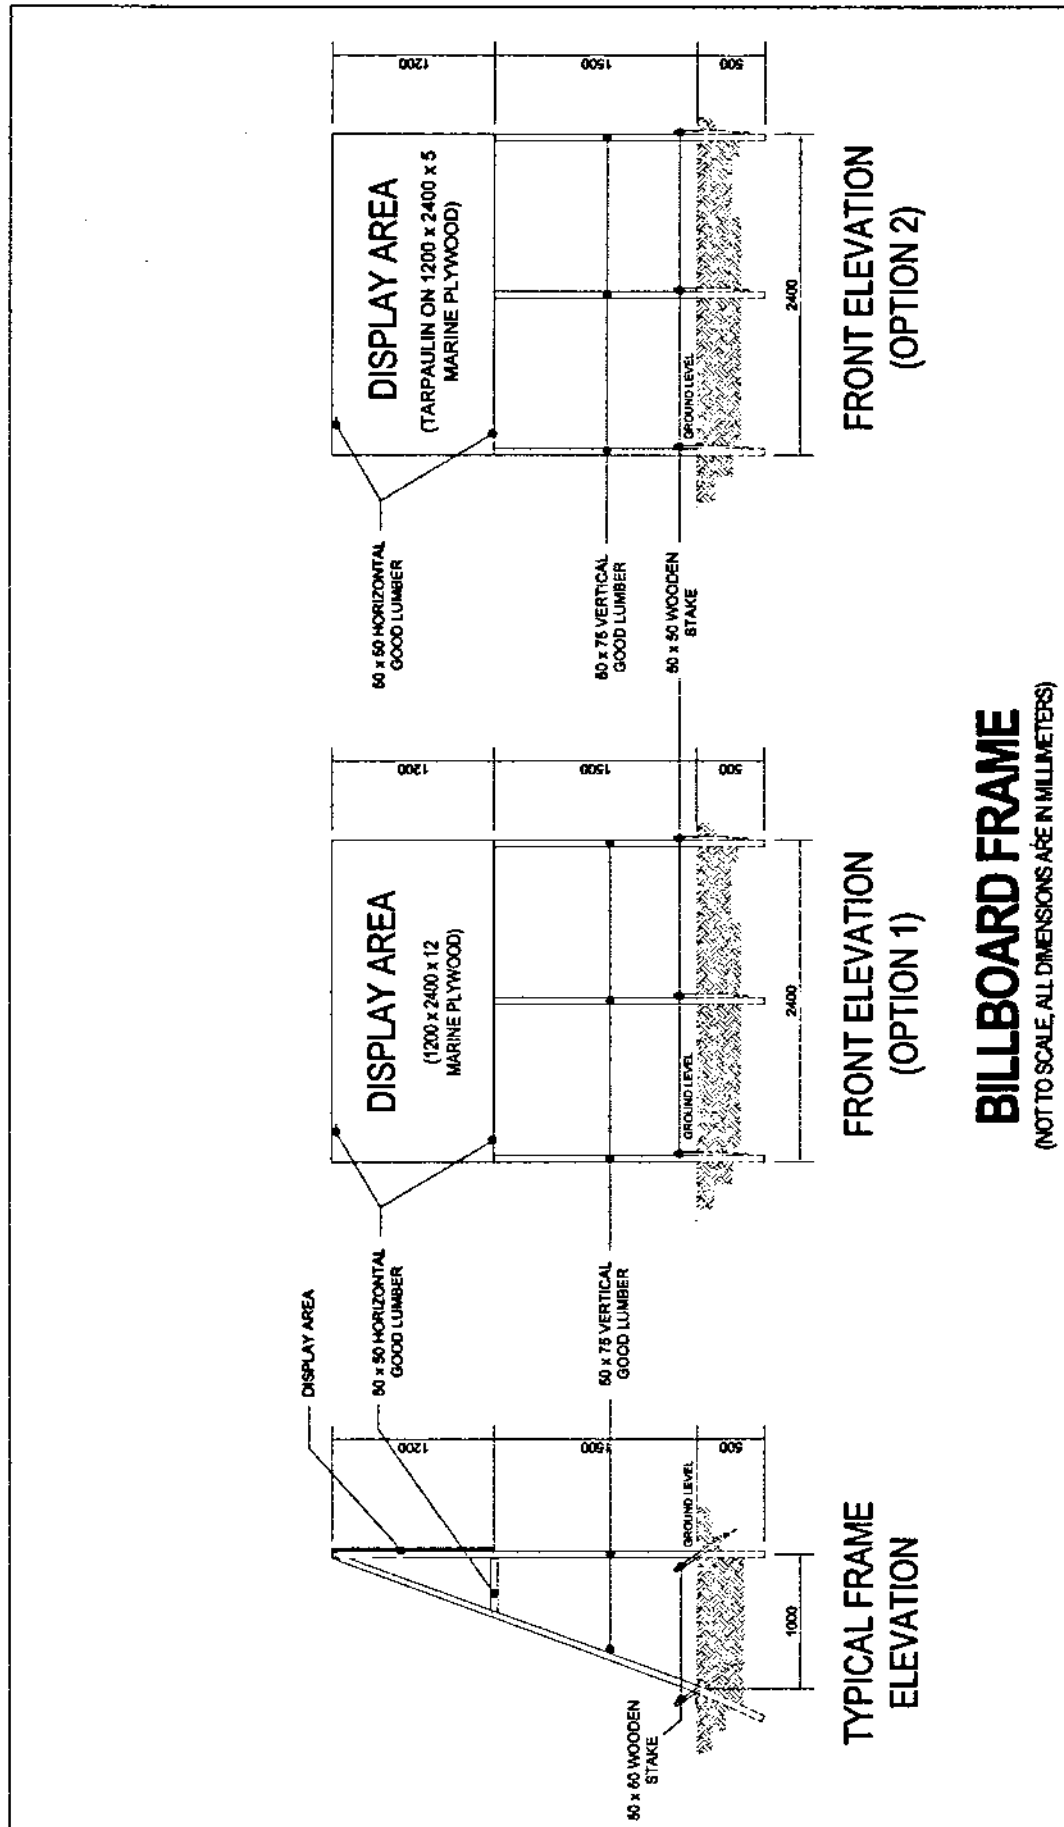 DISPLAY AREA
50 x 50 HORIZONTAL
GOOD LUMBER
50 x 75 VERTICAL
GOOD LUMBER
50 x 50 WOODEN
STAKE
GROUND LEVEL
1200
1500
500
1000
TYPICAL FRAME
ELEVATION
DISPLAY AREA
(1200 x 2400 x 12
MARINE PLYWOOD)
GROUND LEVEL
1200
1500
500
2400
FRONT ELEVATION
(OPTION 1)
50 x 50 HORIZONTAL
GOOD LUMBER
50 x 75 VERTICAL
GOOD LUMBER
50 x 50 WOODEN
STAKE
DISPLAY AREA
(TARPAULIN ON 1200 x 2400 x 5
MARINE PLYWOOD)
GROUND LEVEL
1200
1500
500
2400
FRONT ELEVATION
(OPTION 2)
BILLBOARD FRAME
(NOT TO SCALE, ALL DIMENSIONS ARE IN MILLIMETERS)